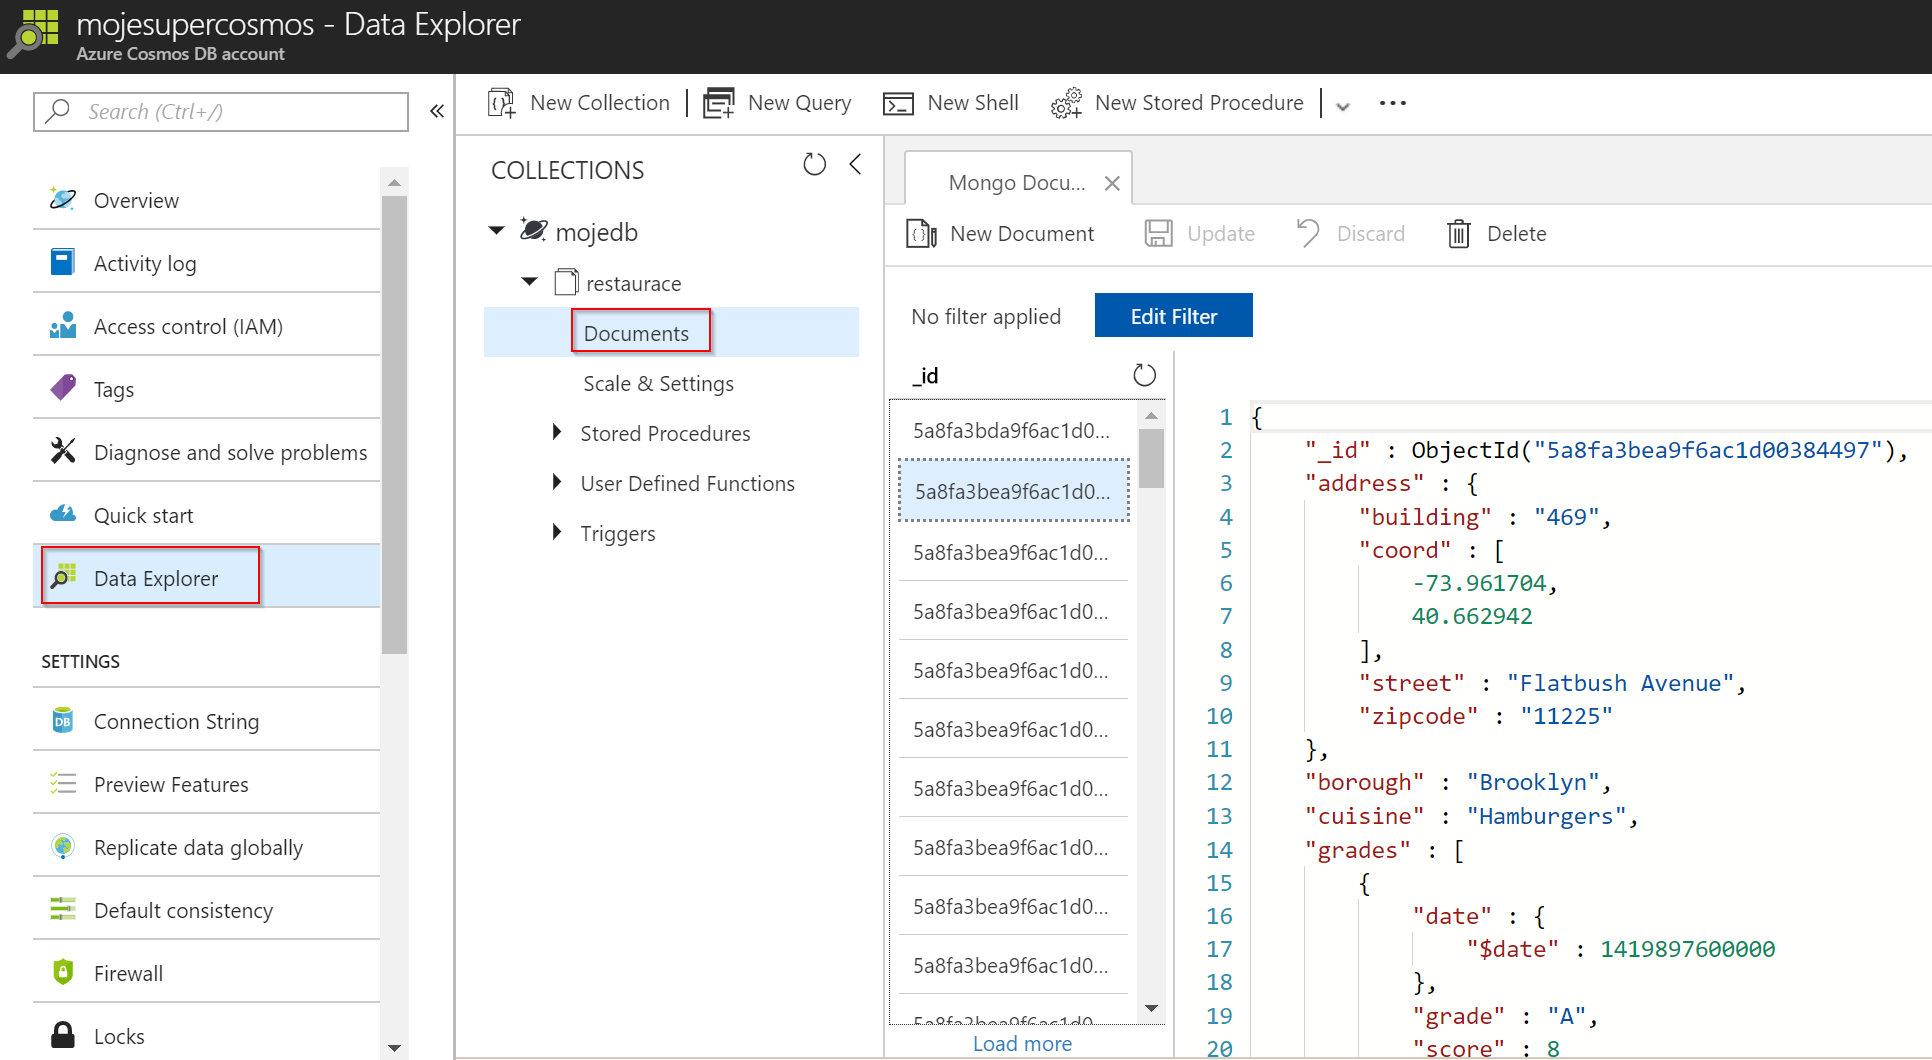 mojesupercosmos - Data Explorer
Azure Cosmos DB account
Search (Ctrl+/)
«
Overview
Activity log
Access control (IAM)
Tags
Diagnose and solve problems
Quick start
Data Explorer
SETTINGS
Connection String
Preview Features
Replicate data globally
Default consistency
Firewall
Locks
New Collection
New Query
New Shell
New Stored Procedure
COLLECTIONS
mojedb
restaurace
Documents
Scale & Settings
Stored Procedures
User Defined Functions
Triggers
Mongo Docu...
New Document
Update
Discard
Delete
No filter applied
Edit Filter
_id
5a8fa3bda9f6ac1d0...
5a8fa3bea9f6ac1d0...
5a8fa3bea9f6ac1d0...
5a8fa3bea9f6ac1d0...
5a8fa3bea9f6ac1d0...
5a8fa3bea9f6ac1d0...
5a8fa3bea9f6ac1d0...
5a8fa3bea9f6ac1d0...
5a8fa3bea9f6ac1d0...
5a8fa3bea9f6ac1d0...
Load more
1 {
2 "_id" : ObjectId("5a8fa3bea9f6ac1d00384497"),
3 "address" : {
4 "building" : "469",
5 "coord" : [
6 -73.961704,
7 40.662942
8 ],
9 "street" : "Flatbush Avenue",
10 "zipcode" : "11225"
11 },
12 "borough" : "Brooklyn",
13 "cuisine" : "Hamburgers",
14 "grades" : [
15 {
16 "date" : {
17 "$date" : 1419897600000
18 },
19 "grade" : "A",
20 "score" : 8